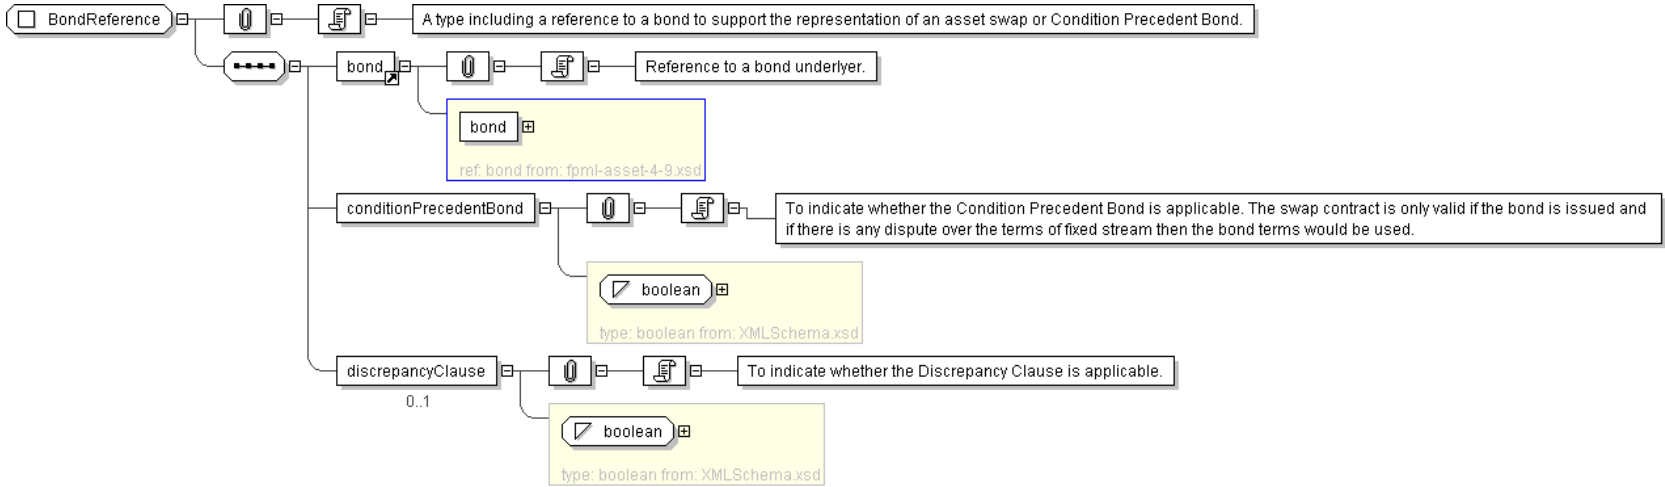 BondReference
A type including a reference to a bond to support the representation of an asset swap or Condition Precedent Bond.
bond
Reference to a bond underlyer.
bond
ref: bond from: fpml-asset-4-9.xsd
conditionPrecedentBond
To indicate whether the Condition Precedent Bond is applicable. The swap contract is only valid if the bond is issued and
if there is any dispute over the terms of fixed stream then the bond terms would be used.
boolean
type: boolean from: XMLSchema.xsd
discrepancyClause
To indicate whether the Discrepancy Clause is applicable.
0..1
boolean
type: boolean from: XMLSchema.xsd